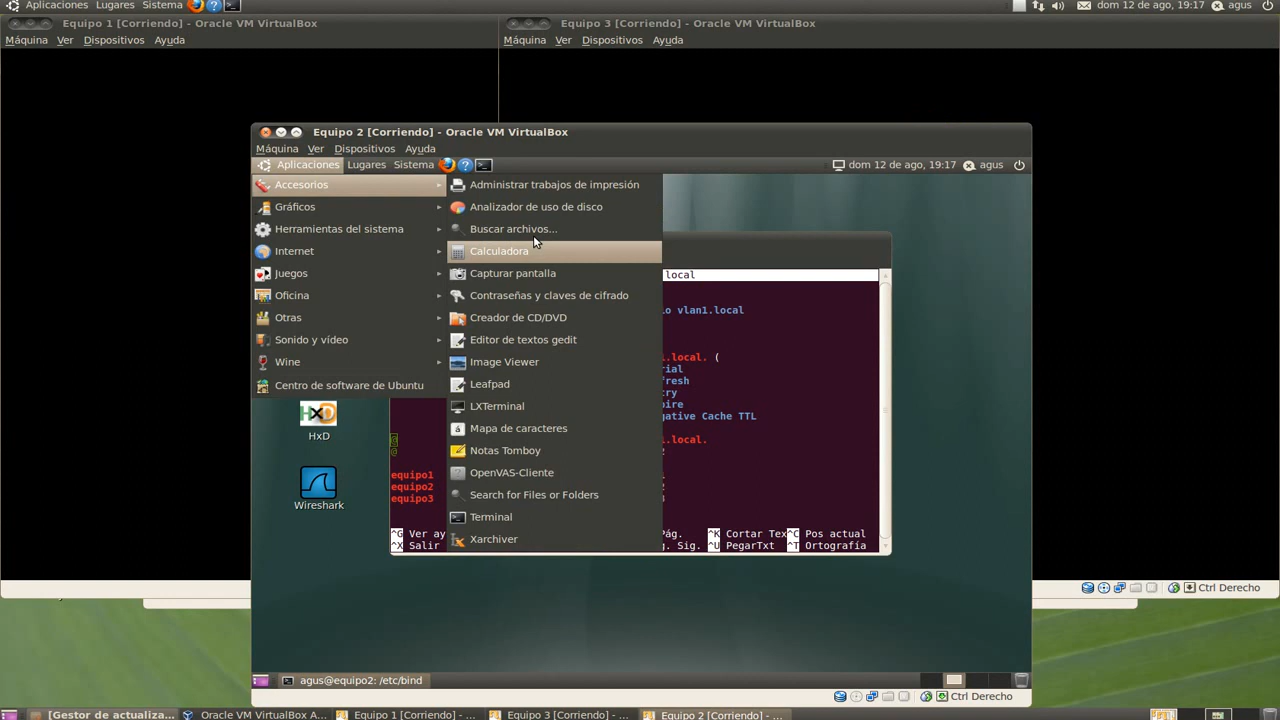 Aplicaciones Lugares Sistema
dom 12 de ago, 19:17 agus
Equipo 1 [Corriendo] - Oracle VM VirtualBox
Máquina Ver Dispositivos Ayuda
Equipo 3 [Corriendo] - Oracle VM VirtualBox
Máquina Ver Dispositivos Ayuda
Equipo 2 [Corriendo] - Oracle VM VirtualBox
Máquina Ver Dispositivos Ayuda
Aplicaciones Lugares Sistema
dom 12 de ago, 19:17 agus
Accesorios
Gráficos
Herramientas del sistema
Internet
Juegos
Oficina
Otras
Sonido y vídeo
Wine
Centro de software de Ubuntu
Administrar trabajos de impresión
Analizador de uso de disco
Buscar archivos...
Calculadora
Capturar pantalla
Contraseñas y claves de cifrado
Creador de CD/DVD
Editor de textos gedit
Image Viewer
Leafpad
LXTerminal
Mapa de caracteres
Notas Tomboy
OpenVAS-Cliente
Search for Files or Folders
Terminal
Xarchiver
HxD
HxD
Wireshark
local
o vlan1.local
.local. (
rial
fresh
ry
ire
gative Cache TTL
@ .local.
@ 2
equipo1
equipo2
equipo3
^G Ver ay Pág. ^K Cortar Tex ^C Pos actual
^X Salir g. Sig. ^U PegarTxt ^T Ortografía
agus@equipo2: /etc/bind
Ctrl Derecho
Ctrl Derecho
[Gestor de actualiza... Oracle VM VirtualBox A... Equipo 1 [Corriendo] - ... Equipo 3 [Corriendo] - ... Equipo 2 [Corriendo] - ...